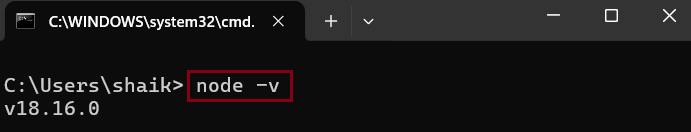 C:\WINDOWS\system32\cmd.
C:\Users\shaik> node -v
v18.16.0